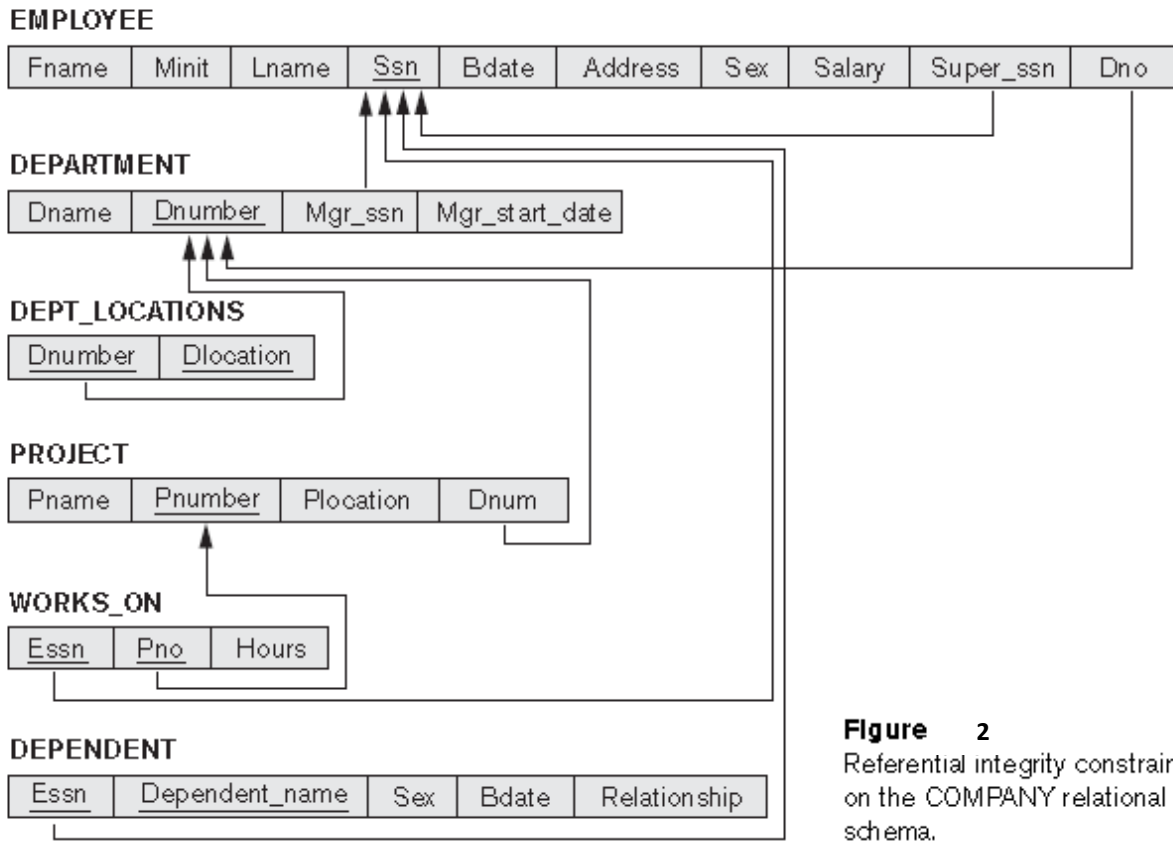 EMPLOYEE
Fname Minit Lname Ssn Bdate Address Sex Salary Super_ssn Dno
DEPARTMENT
Dname Dnumber Mgr_ssn Mgr_start_date
DEPT_LOCATIONS
Dnumber Dlocation
PROJECT
Pname Pnumber Plocation Dnum
WORKS_ON
Essn Pno Hours
DEPENDENT
Essn Dependent_name Sex Bdate Relationship
Figure 2
Referential integrity constrain
on the COMPANY relational
schema.